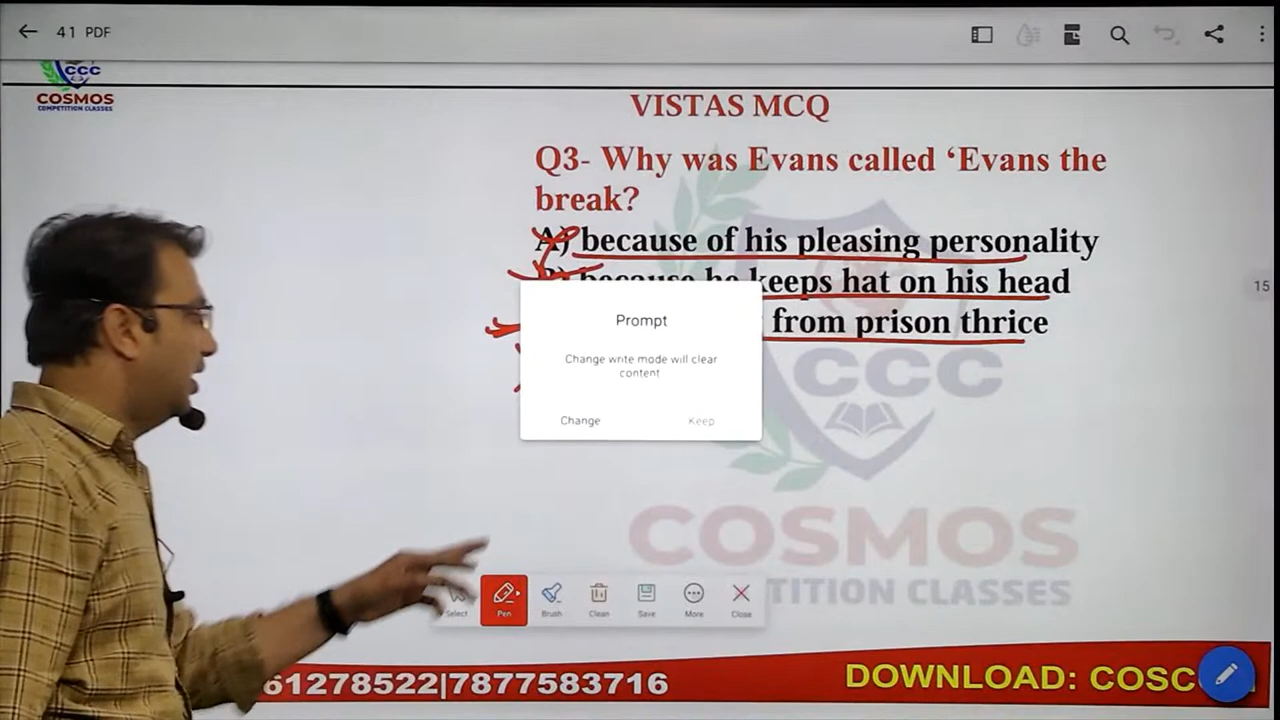 41 PDF
CCC
COSMOS
COMPETITION CLASSES
VISTAS MCQ
Q3- Why was Evans called ‘Evans the
break?
A) because of his pleasing personality
B) because he keeps hat on his head
from prison thrice
15
Prompt
Change write mode will clear
content
Change
Keep
CCC
COSMOS
TITION CLASSES
Select
Pen
Brush
Clean
Save
More
Close
61278522|7877583716
DOWNLOAD: COSC